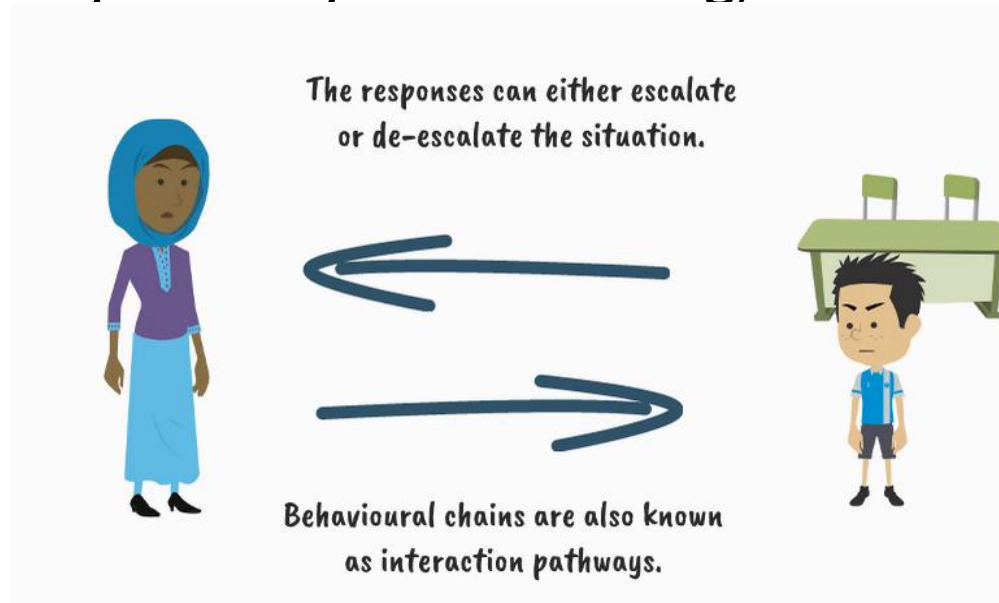 The responses can either escalate
or de-escalate the situation.
Behavioural chains are also known
as interaction pathways.